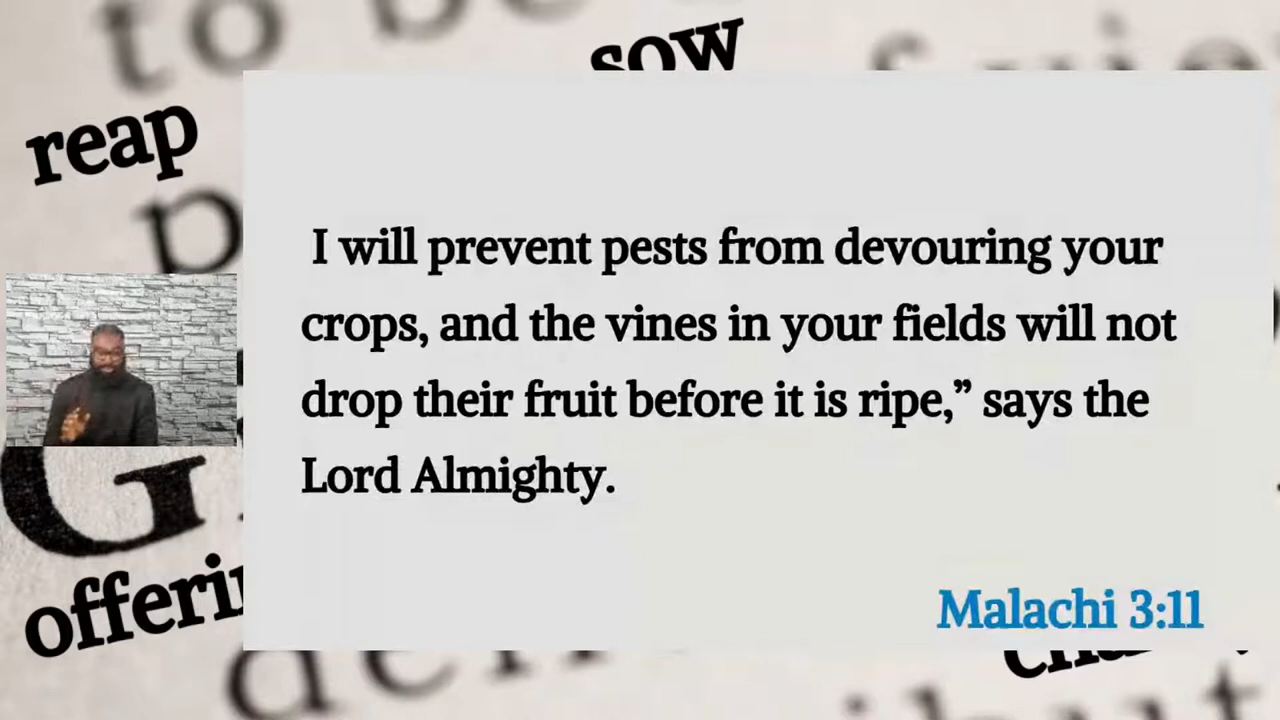 to be
sow
reap
I will prevent pests from devouring your
crops, and the vines in your fields will not
drop their fruit before it is ripe,” says the
Lord Almighty.
Malachi 3:11